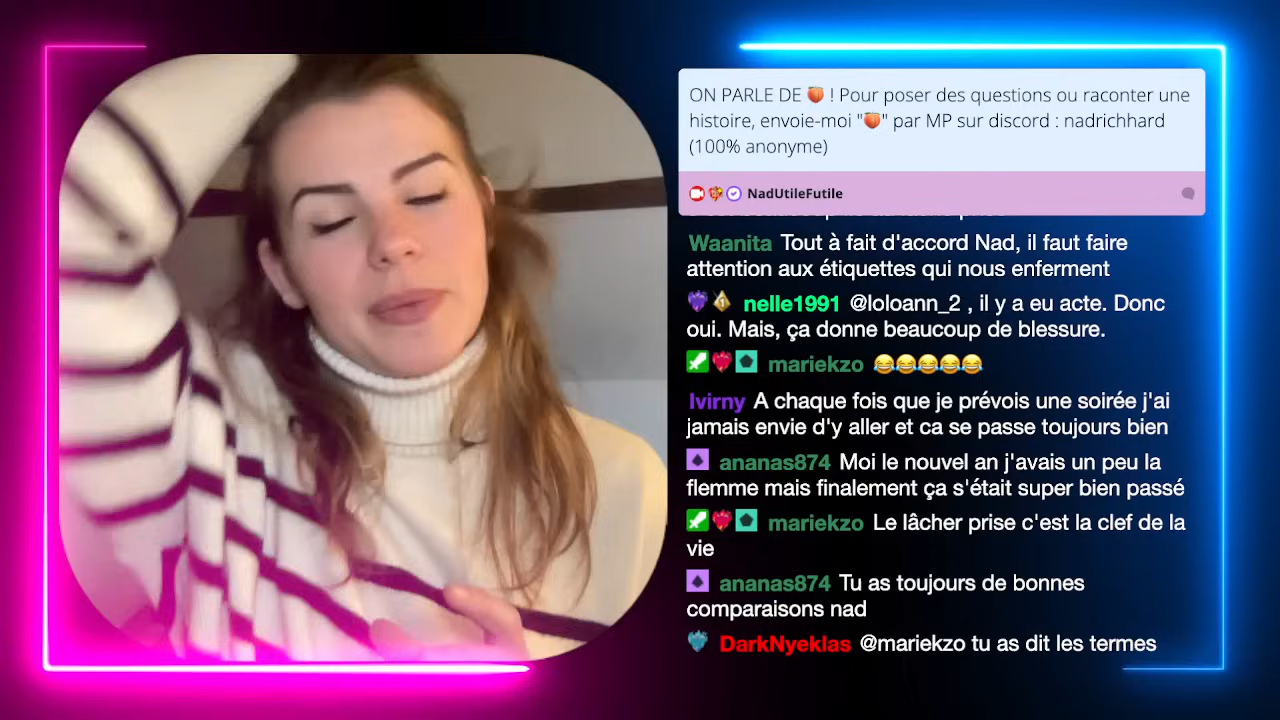 ON PARLE DE 🍑 ! Pour poser des questions ou raconter une
histoire, envoie-moi "🍑" par MP sur discord : nadrichhard
(100% anonyme)
NadUtileFutile
Waanita Tout à fait d'accord Nad, il faut faire
attention aux étiquettes qui nous enferment
nelle1991 @loloann_2 , il y a eu acte. Donc
oui. Mais, ça donne beaucoup de blessure.
mariekzo 😂😂😂😂😂
lvirny A chaque fois que je prévois une soirée j'ai
jamais envie d'y aller et ca se passe toujours bien
ananas874 Moi le nouvel an j'avais un peu la
flemme mais finalement ça s'était super bien passé
mariekzo Le lâcher prise c'est la clef de la
vie
ananas874 Tu as toujours de bonnes
comparaisons nad
DarkNyeklas @mariekzo tu as dit les termes